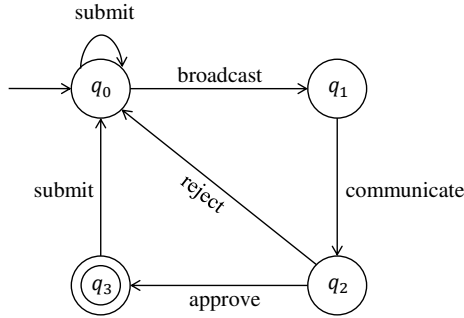 submit
q₀
broadcast
q₁
reject
submit
communicate
q₃
approve
q₂